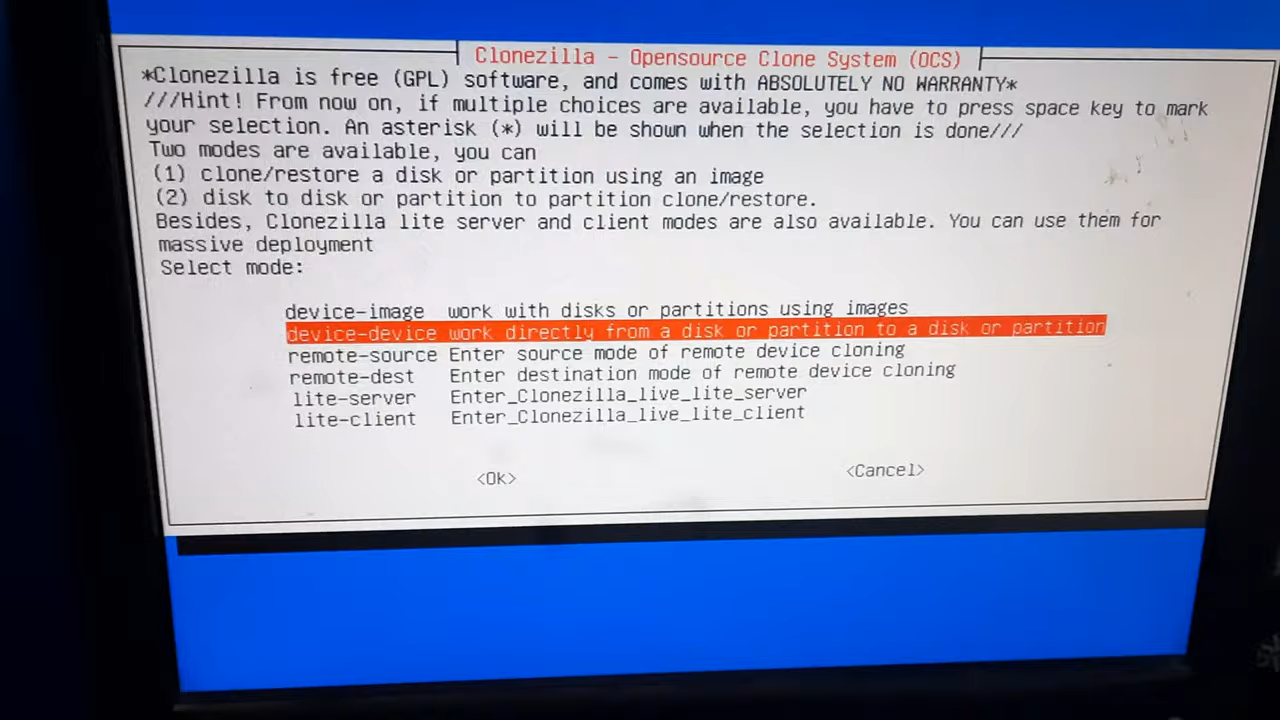 Clonezilla - Opensource Clone System (OCS)
*Clonezilla is free (GPL) software, and comes with ABSOLUTELY NO WARRANTY*
///Hint! From now on, if multiple choices are available, you have to press space key to mark
your selection. An asterisk (*) will be shown when the selection is done///
Two modes are available, you can
(1) clone/restore a disk or partition using an image
(2) disk to disk or partition to partition clone/restore.
Besides, Clonezilla lite server and client modes are also available. You can use them for
massive deployment
Select mode:
device-image work with disks or partitions using images
device-device work directly from a disk or partition to a disk or partition
remote-source Enter source mode of remote device cloning
remote-dest Enter destination mode of remote device cloning
lite-server Enter_Clonezilla_live_lite_server
lite-client Enter_Clonezilla_live_lite_client
<Ok> <Cancel>